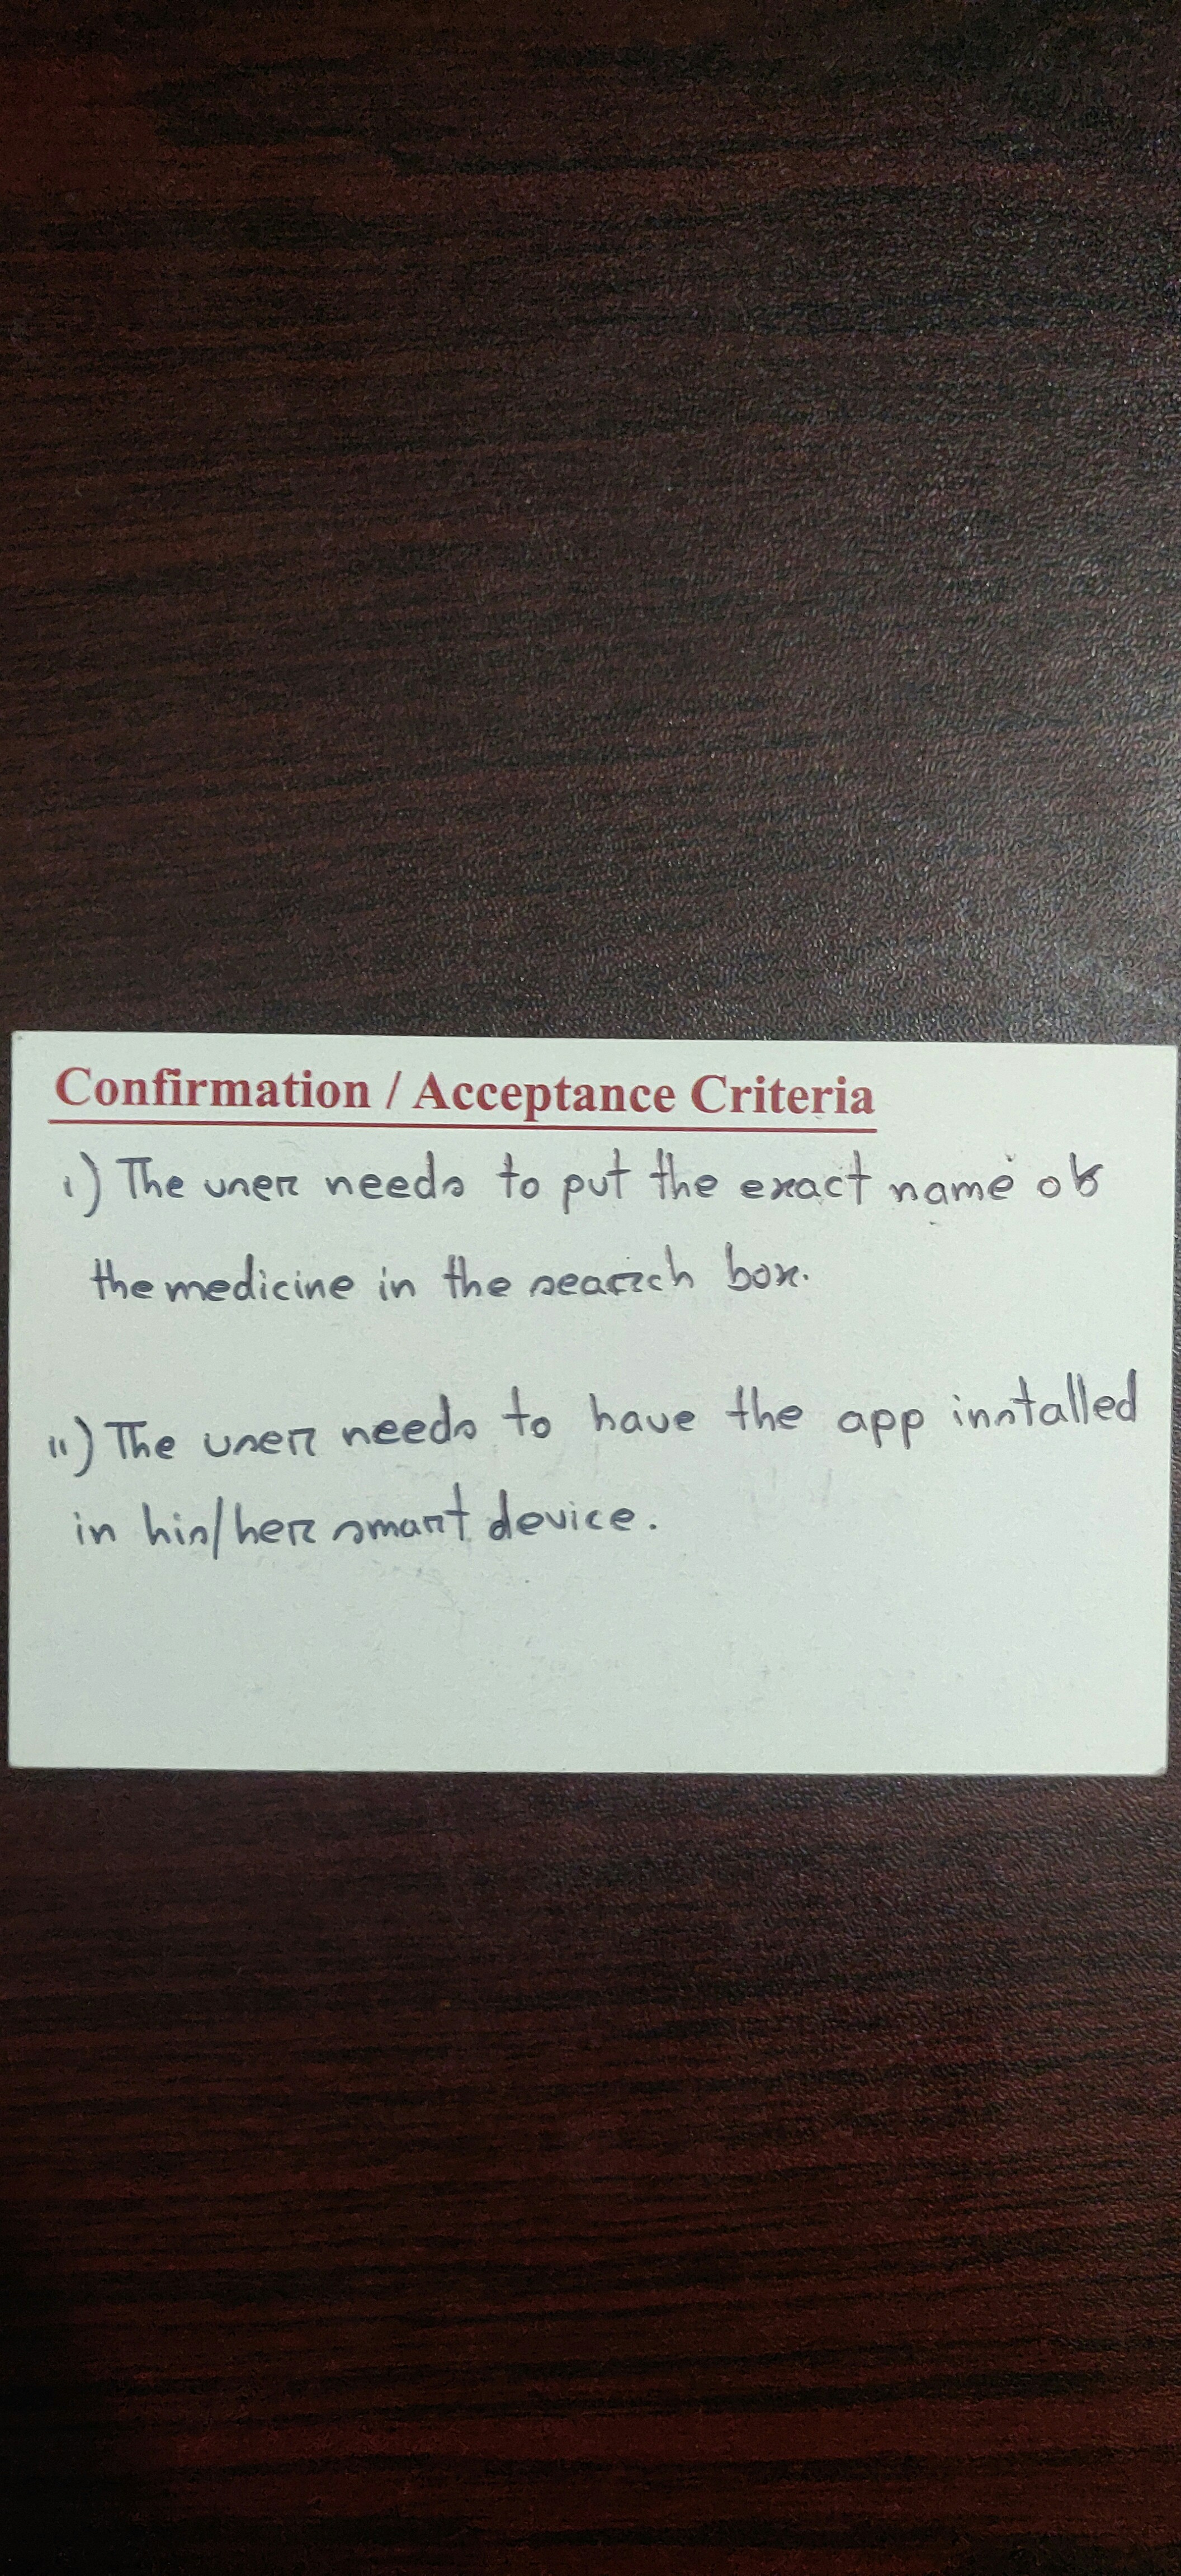 Confirmation / Acceptance Criteria
i) The user needs to put the exact name of
the medicine in the search box.
ii) The user needs to have the app installed
in his/her smart device.